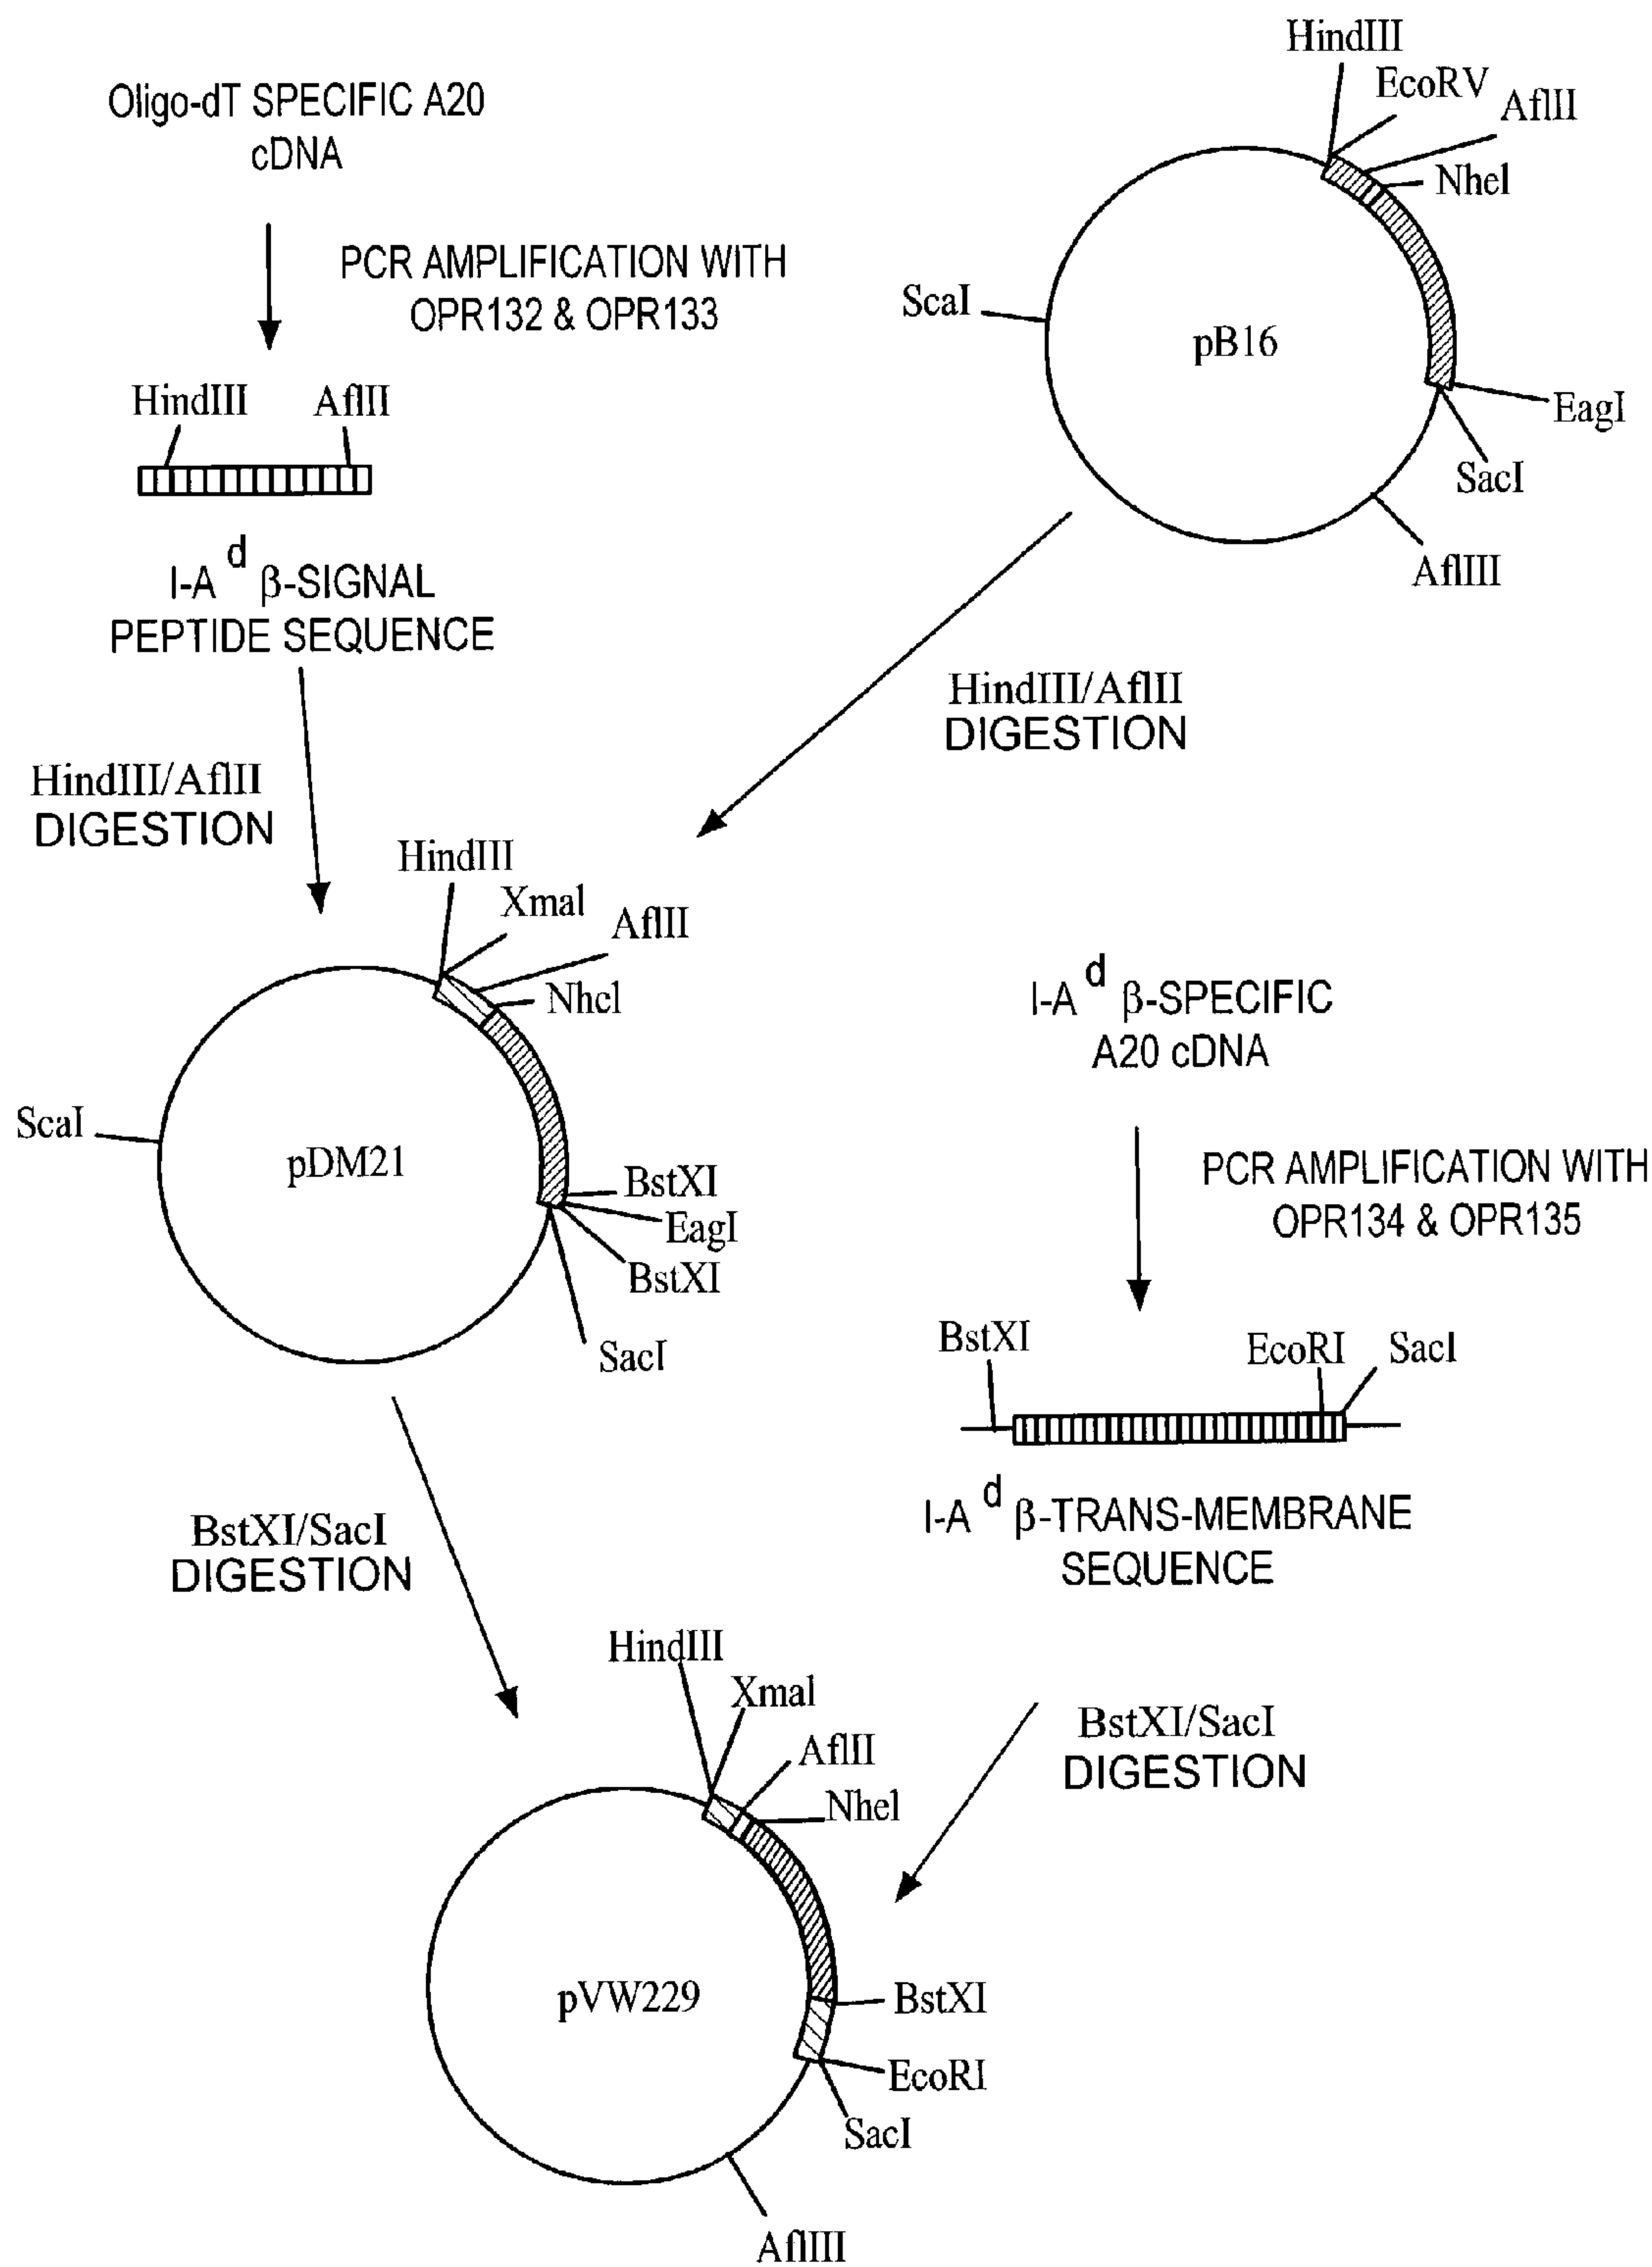 Oligo-dT SPECIFIC A20
cDNA
PCR AMPLIFICATION WITH
OPR132 & OPR133
HindIII
AflII
I-A d β-SIGNAL
PEPTIDE SEQUENCE
HindIII/AflII
DIGESTION
HindIII
EcoRV
AflII
NheI
ScaI
pB16
EagI
SacI
AflIII
HindIII/AflII
DIGESTION
HindIII
XmaI
AflII
NhcI
ScaI
pDM21
BstXI
EagI
BstXI
SacI
I-A d β-SPECIFIC
A20 cDNA
PCR AMPLIFICATION WITH
OPR134 & OPR135
BstXI
EcoRI
SacI
I-A d β-TRANS-MEMBRANE
SEQUENCE
BstXI/SacI
DIGESTION
BstXI/SacI
DIGESTION
HindIII
XmaI
AflII
NheI
pVW229
BstXI
EcoRI
SacI
AflIII